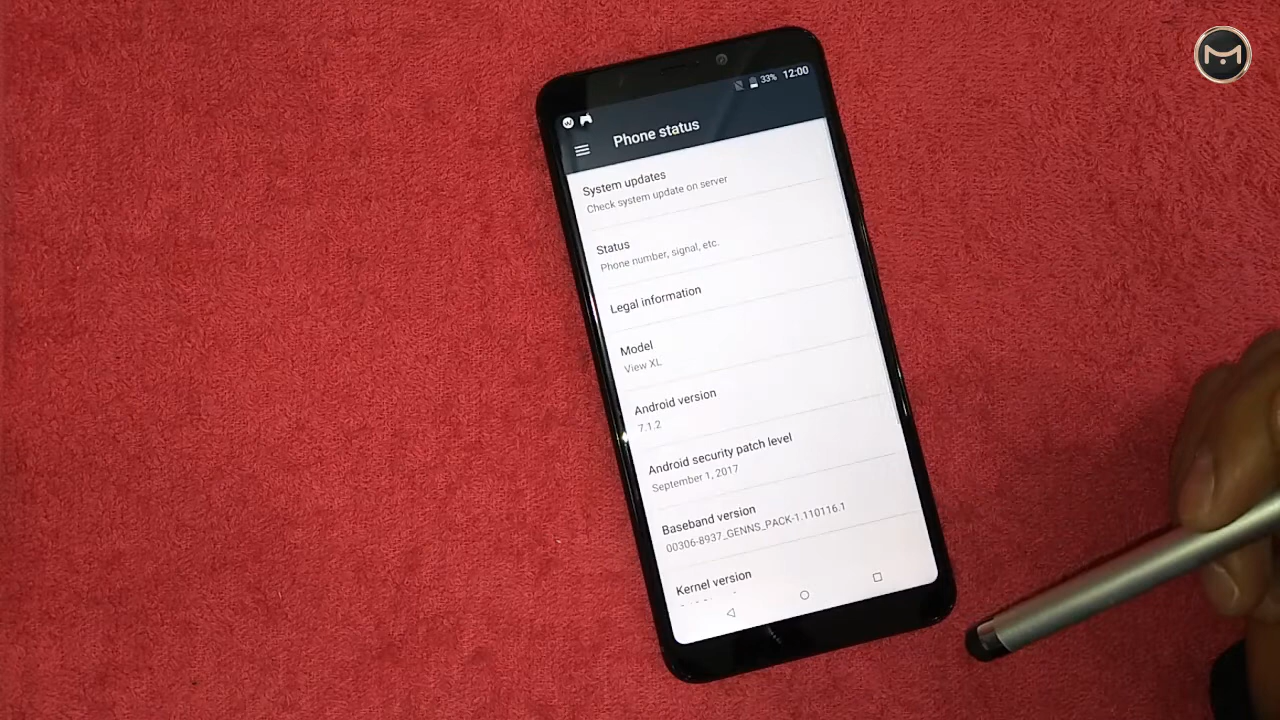 33% 12:00
Phone status
System updates
Check system update on server
Status
Phone number, signal, etc.
Legal information
Model
View XL
Android version
7.1.2
Android security patch level
September 1, 2017
Baseband version
00306-8937_GENNS_PACK-1.110116.1
Kernel version